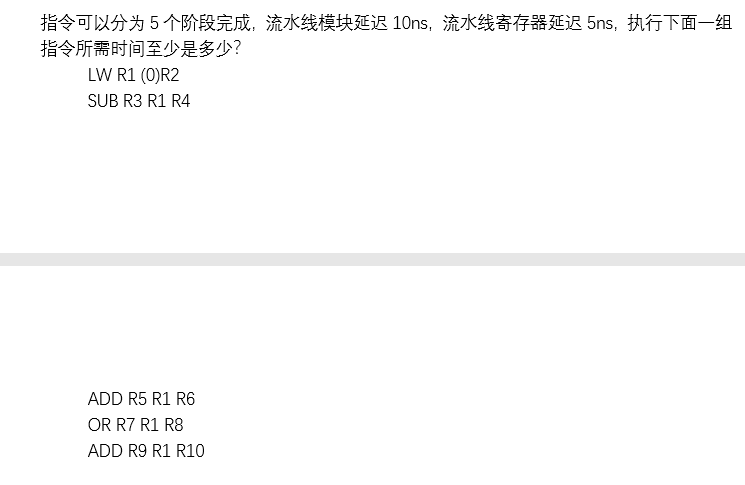 指令可以分为 5 个阶段完成，流水线模块延迟 10ns，流水线寄存器延迟 5ns，执行下面一组
指令所需时间至少是多少？
LW R1 (0)R2
SUB R3 R1 R4
ADD R5 R1 R6
OR R7 R1 R8
ADD R9 R1 R10